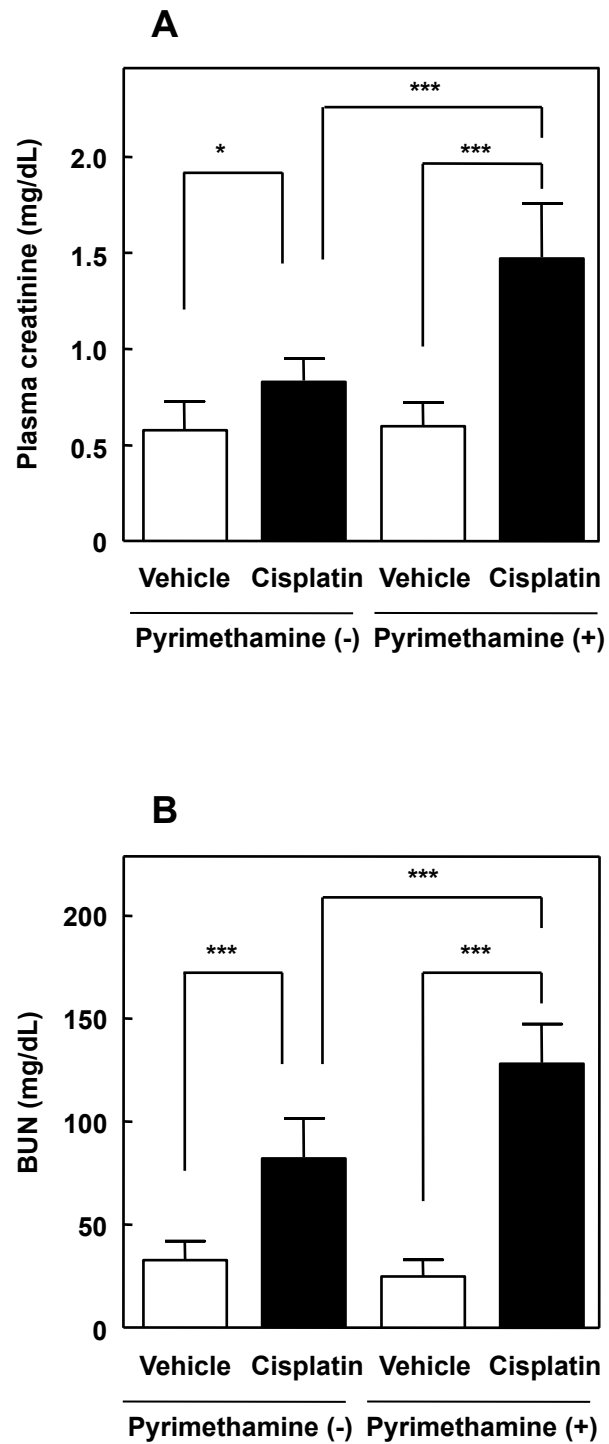 A
Plasma creatinine (mg/dL)
2.0
1.5
1.0
0.5
0
*
***
***
Vehicle Cisplatin Vehicle Cisplatin
Pyrimethamine (-) Pyrimethamine (+)
B
BUN (mg/dL)
200
150
100
50
0
***
***
***
Vehicle Cisplatin Vehicle Cisplatin
Pyrimethamine (-) Pyrimethamine (+)